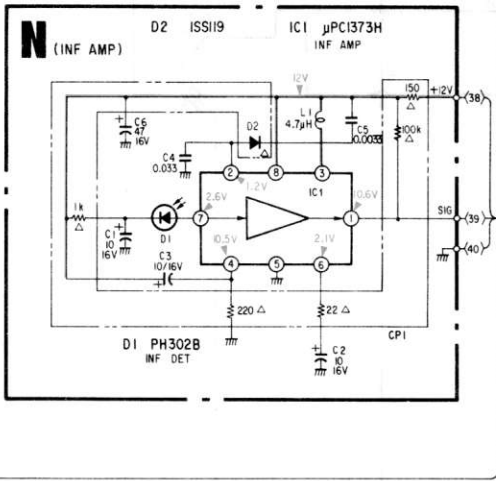 N (INF AMP)
D2 1SS119
IC1 µPC1373H
INF AMP
12V
150
△
+12V
38
C6
47
16V
L1
4.7µH
D2
△
C5
0.0033
100k
△
C4
0.033
2
8
3
1.2V
IC1
1k
△
2.6V
10.6V
SIG
39
7
1
D1
C1
10
16V
10.5V
2.1V
40
C3
10/16V
4
5
6
220 △
22 △
CP1
D1 PH302B
INF DET
C2
10
16V